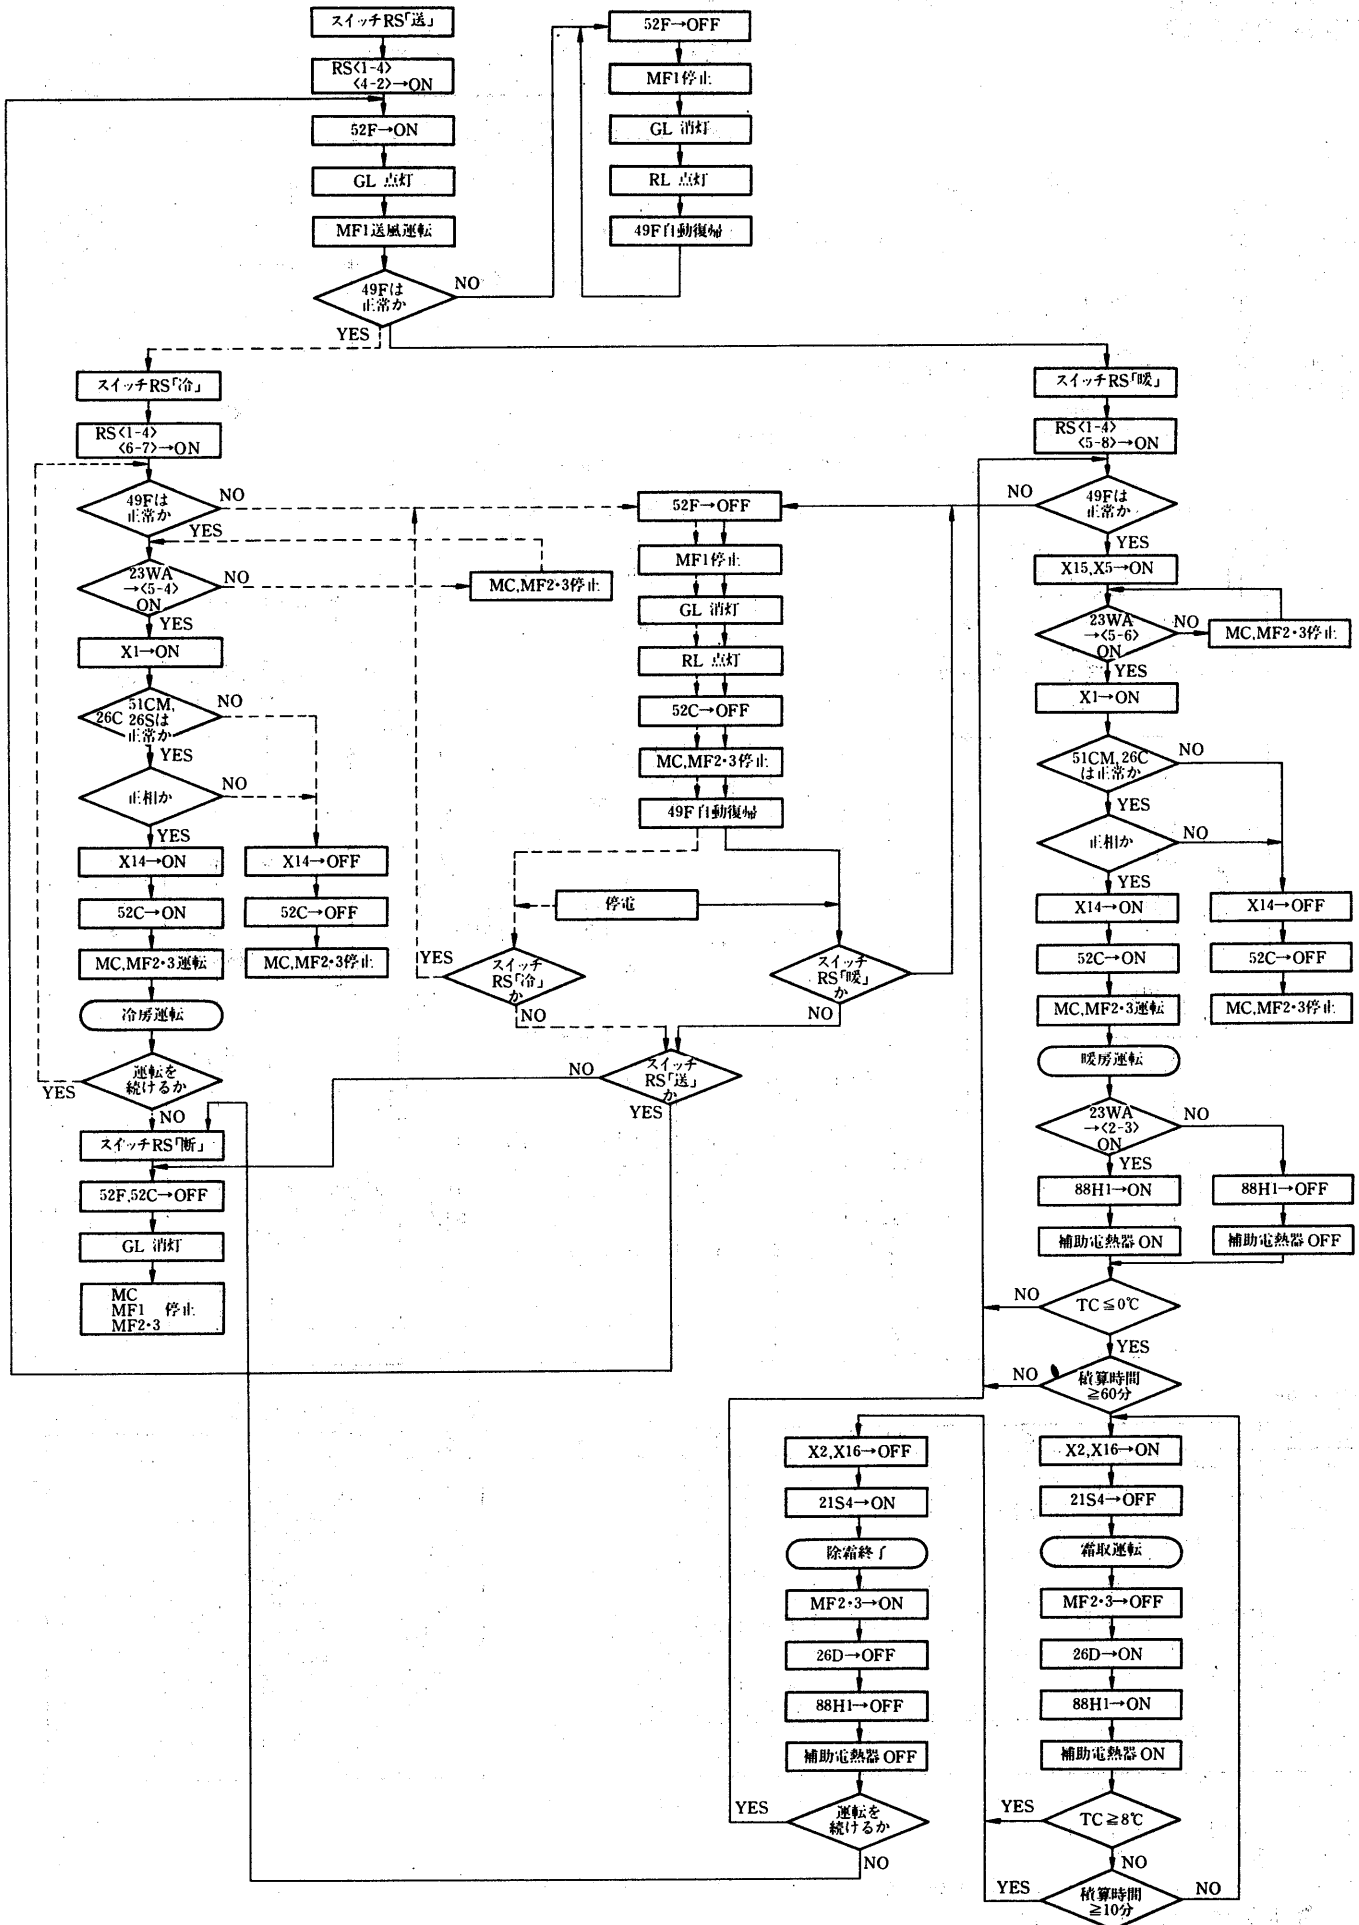 スイッチRS「送」
RS<1-4>
<4-2>→ON
52F→ON
GL 点灯
MF1送風運転
49Fは
正常か
NO
YES
52F→OFF
MF1停止
GL 消灯
RL 点灯
49F自動復帰
スイッチRS「冷」
RS<1-4>
<6-7>→ON
49Fは
正常か
NO
YES
23WA
→<5-4>
ON
NO
YES
MC,MF2・3停止
X1→ON
51CM,
26C 26Sは
正常か
NO
YES
正相か
NO
YES
X14→ON
52C→ON
MC,MF2・3運転
冷房運転
運転を
続けるか
YES
NO
X14→OFF
52C→OFF
MC,MF2・3停止
スイッチRS「断」
52F,52C→OFF
GL 消灯
MC
MF1 停止
MF2・3
52F→OFF
MF1停止
GL 消灯
RL 点灯
52C→OFF
MC,MF2・3停止
49F自動復帰
停電
スイッチ
RS「冷」
か
YES
NO
スイッチ
RS「暖」
か
NO
スイッチ
RS「送」
か
NO
YES
スイッチRS「暖」
RS<1-4>
<5-8>→ON
49Fは
正常か
NO
YES
X15,X5→ON
23WA
→<5-6>
ON
NO
YES
MC,MF2・3停止
X1→ON
51CM,26C
は正常か
NO
YES
正相か
NO
YES
X14→ON
52C→ON
MC,MF2・3運転
暖房運転
X14→OFF
52C→OFF
MC,MF2・3停止
23WA
→<2-3>
ON
NO
YES
88H1→ON
補助電熱器 ON
88H1→OFF
補助電熱器 OFF
TC≦0℃
NO
YES
積算時間
≧60分
NO
X2,X16→ON
21S4→OFF
霜取運転
MF2・3→OFF
26D→ON
88H1→ON
補助電熱器 ON
TC≧8℃
YES
NO
積算時間
≧10分
YES
NO
X2,X16→OFF
21S4→ON
除霜終了
MF2・3→ON
26D→OFF
88H1→OFF
補助電熱器 OFF
運転を
続けるか
YES
NO